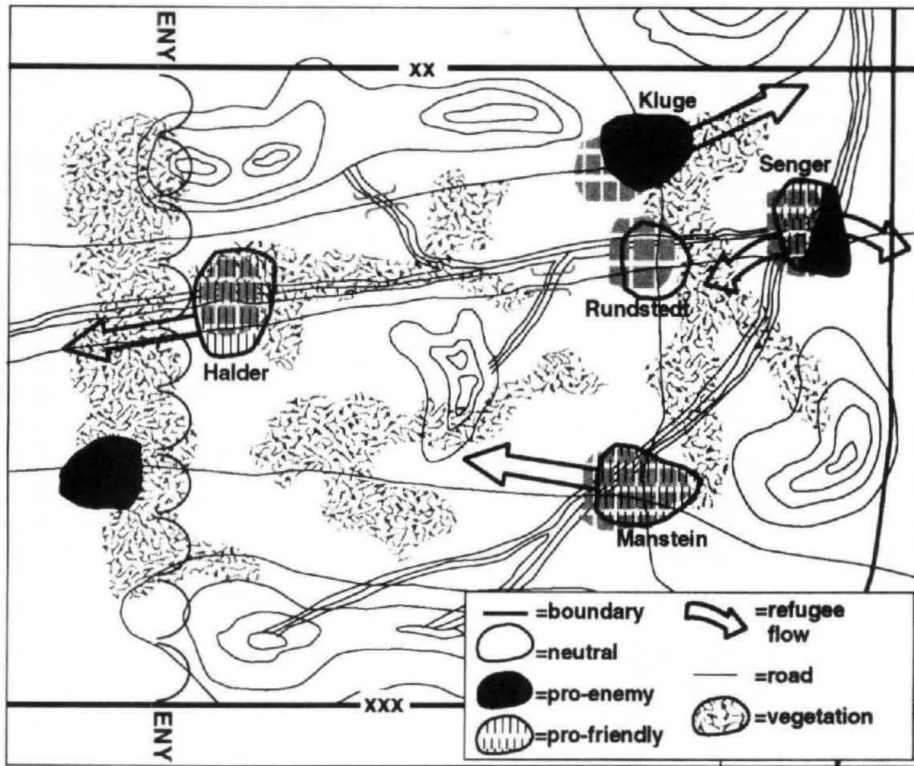 ENY
XX
Kluge
Senger
Rundstedt
Halder
Manstein
=boundary
=refugee
flow
=neutral
=road
=pro-enemy
=vegetation
=pro-friendly
XXX
ENY